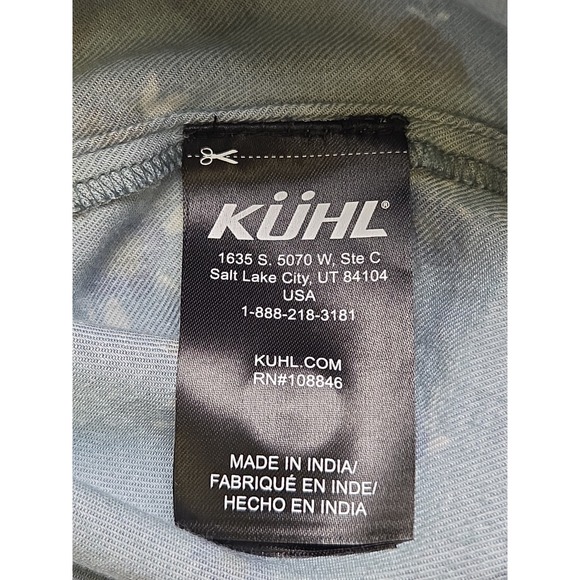 KÜHL®
1635 S. 5070 W, Ste C
Salt Lake City, UT 84104
USA
1-888-218-3181
KUHL.COM
RN#108846
MADE IN INDIA/
FABRIQUÉ EN INDE/
HECHO EN INDIA